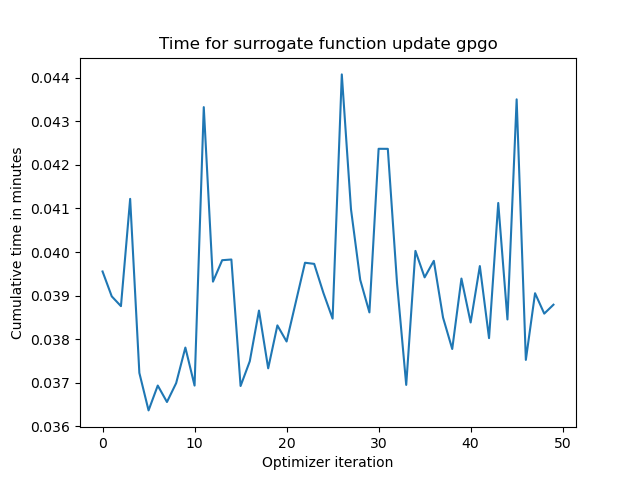 Time for surrogate function update gpgo
Cumulative time in minutes
0.044
0.043
0.042
0.041
0.040
0.039
0.038
0.037
0.036
0 10 20 30 40 50
Optimizer iteration